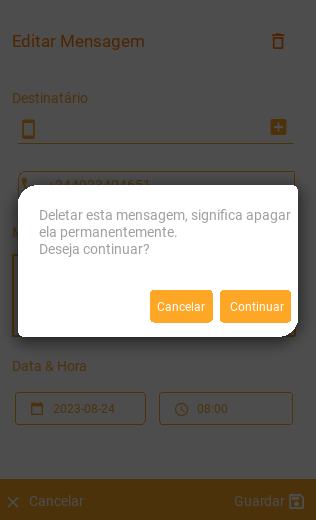 Editar Mensagem
Destinatário
Deletar esta mensagem, significa apagar
ela permanentemente.
Deseja continuar?
Cancelar
Continuar
Data & Hora
2023-08-24
08:00
Cancelar
Guardar